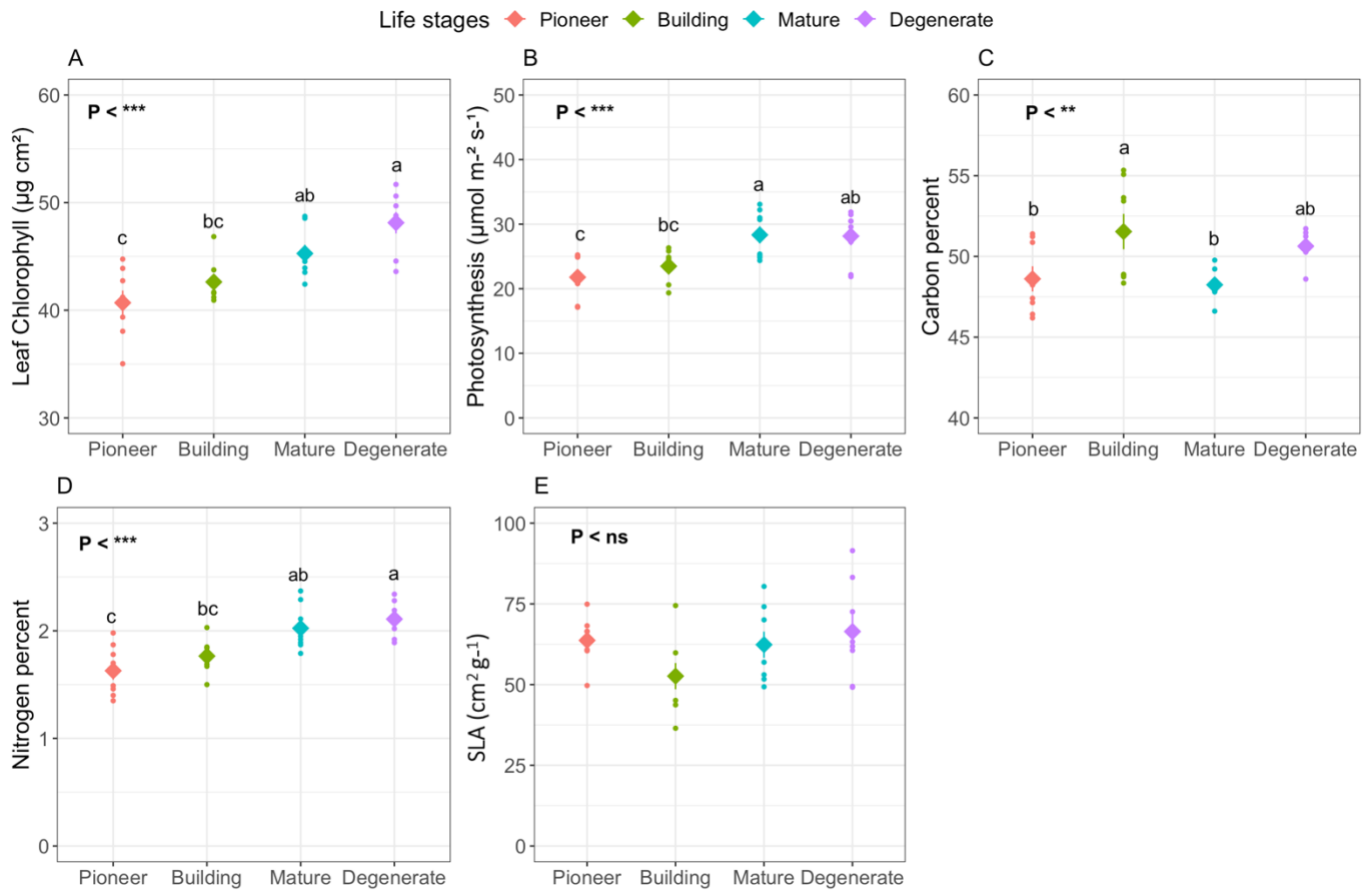 Life stages Pioneer Building Mature Degenerate
A
Leaf Chlorophyll (µg cm²)
60
50
40
30
P < ***
c
bc
ab
a
Pioneer Building Mature Degenerate
B
Photosynthesis (µmol m-² s-¹)
50
40
30
20
10
0
P < ***
c
bc
a
ab
Pioneer Building Mature Degenerate
C
Carbon percent
60
55
50
45
40
P < **
b
a
b
ab
Pioneer Building Mature Degenerate
D
Nitrogen percent
3
2
1
0
P < ***
c
bc
ab
a
Pioneer Building Mature Degenerate
E
SLA (cm² g-¹)
100
75
50
25
0
P < ns
Pioneer Building Mature Degenerate